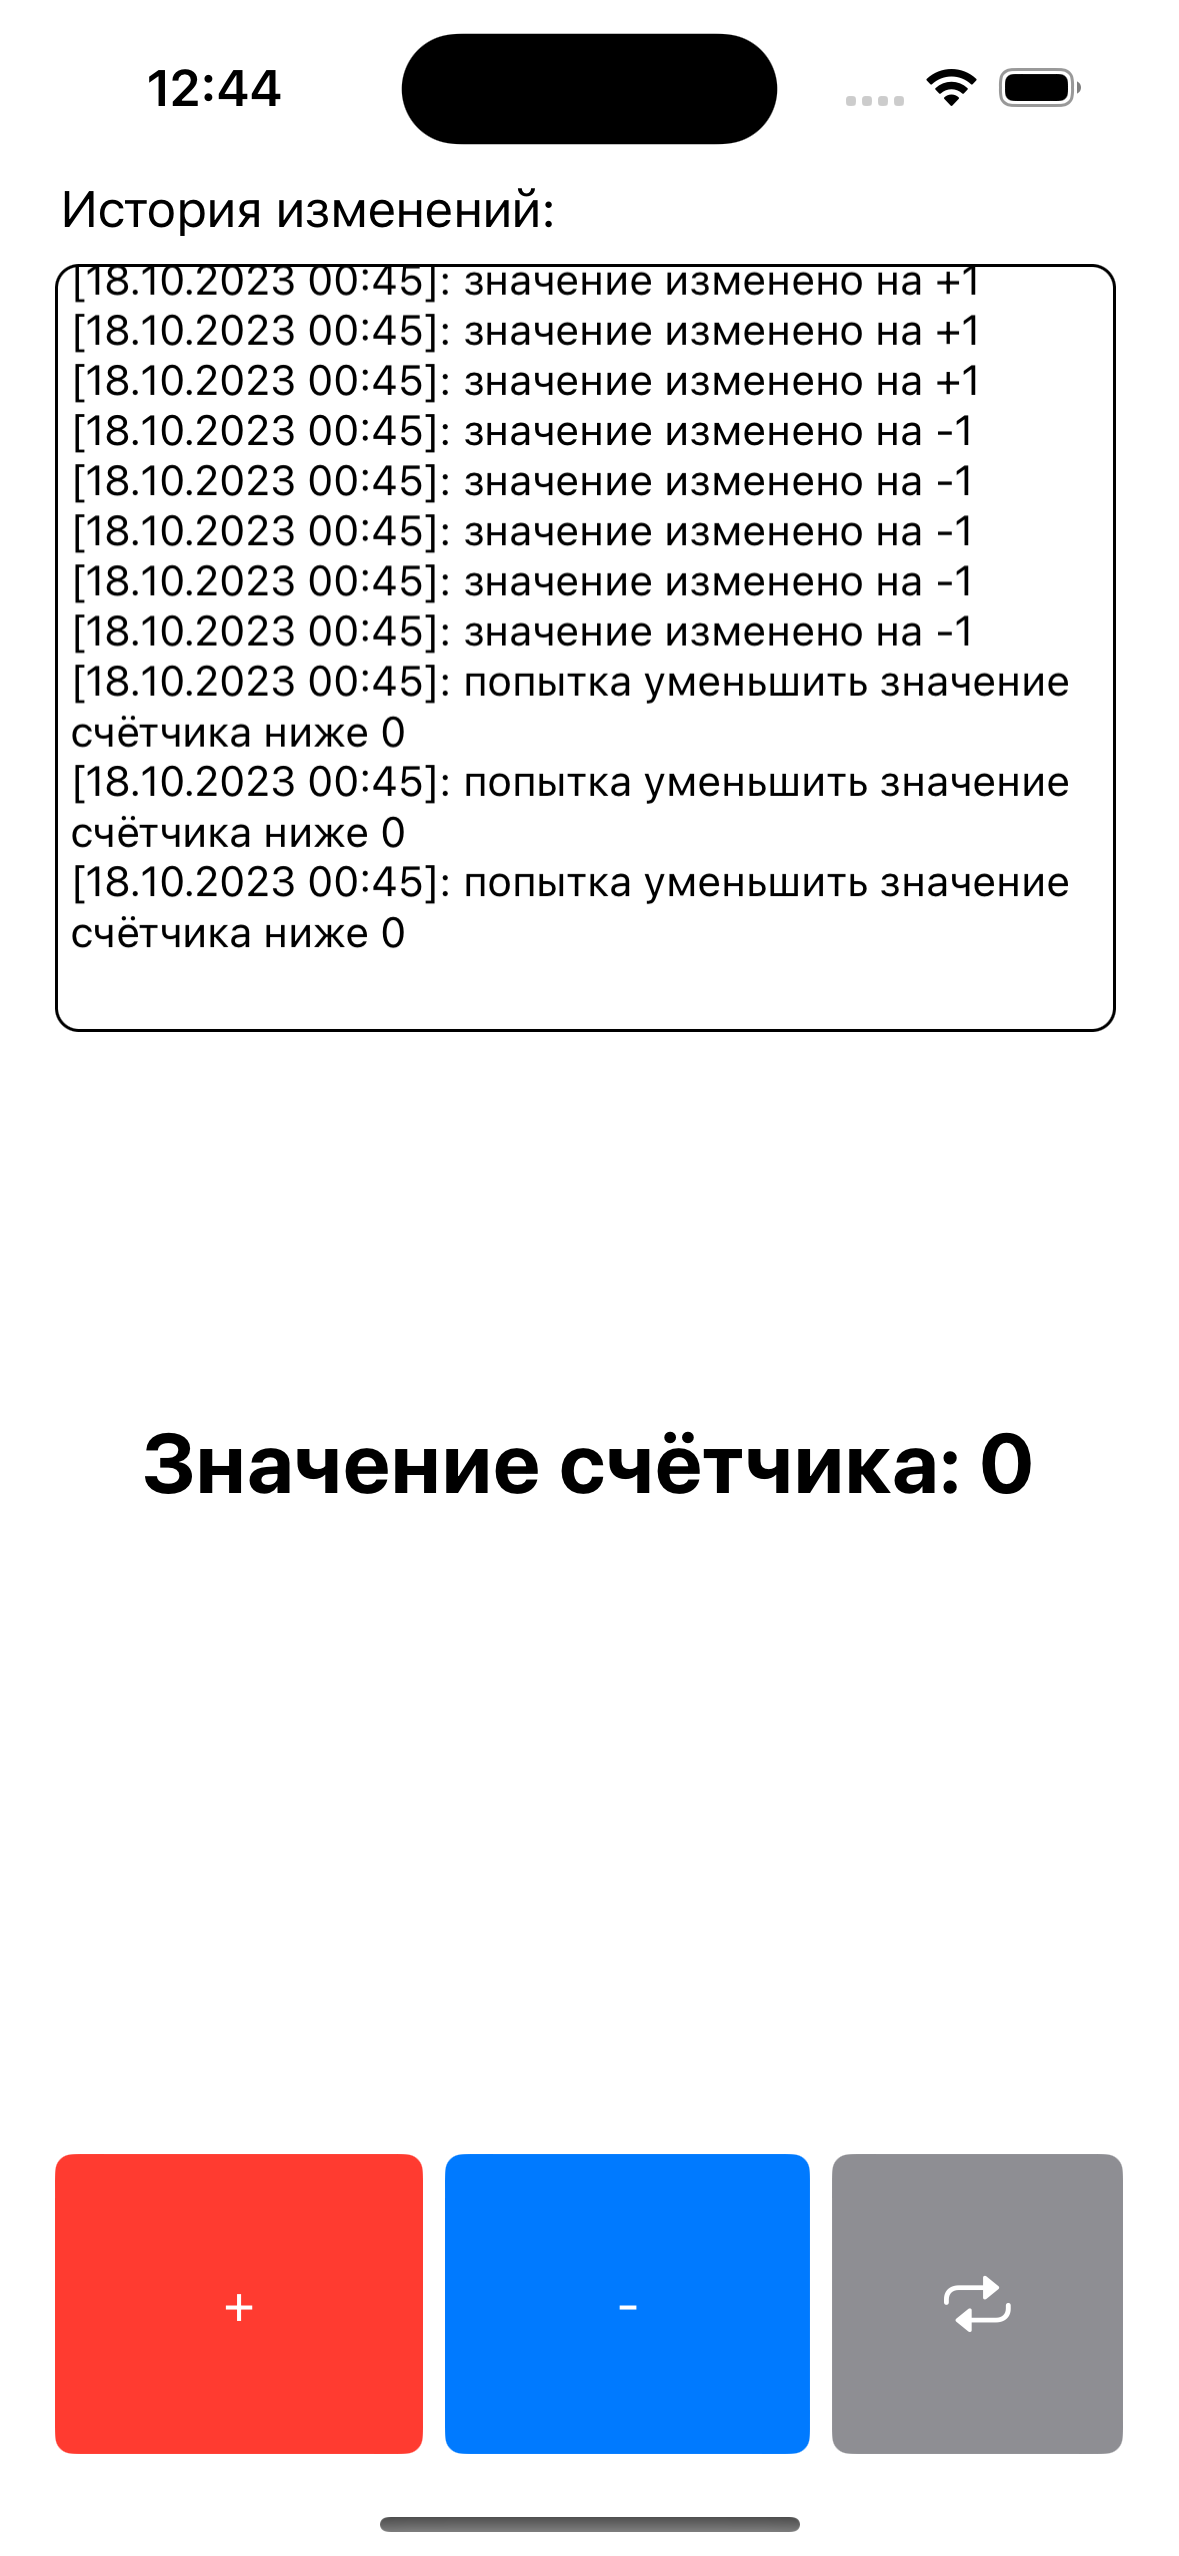 12:44
История изменений:
[18.10.2023 00:45]: значение изменено на +1
[18.10.2023 00:45]: значение изменено на +1
[18.10.2023 00:45]: значение изменено на +1
[18.10.2023 00:45]: значение изменено на -1
[18.10.2023 00:45]: значение изменено на -1
[18.10.2023 00:45]: значение изменено на -1
[18.10.2023 00:45]: значение изменено на -1
[18.10.2023 00:45]: значение изменено на -1
[18.10.2023 00:45]: попытка уменьшить значение
счётчика ниже 0
[18.10.2023 00:45]: попытка уменьшить значение
счётчика ниже 0
[18.10.2023 00:45]: попытка уменьшить значение
счётчика ниже 0
Значение счётчика: 0
+
-